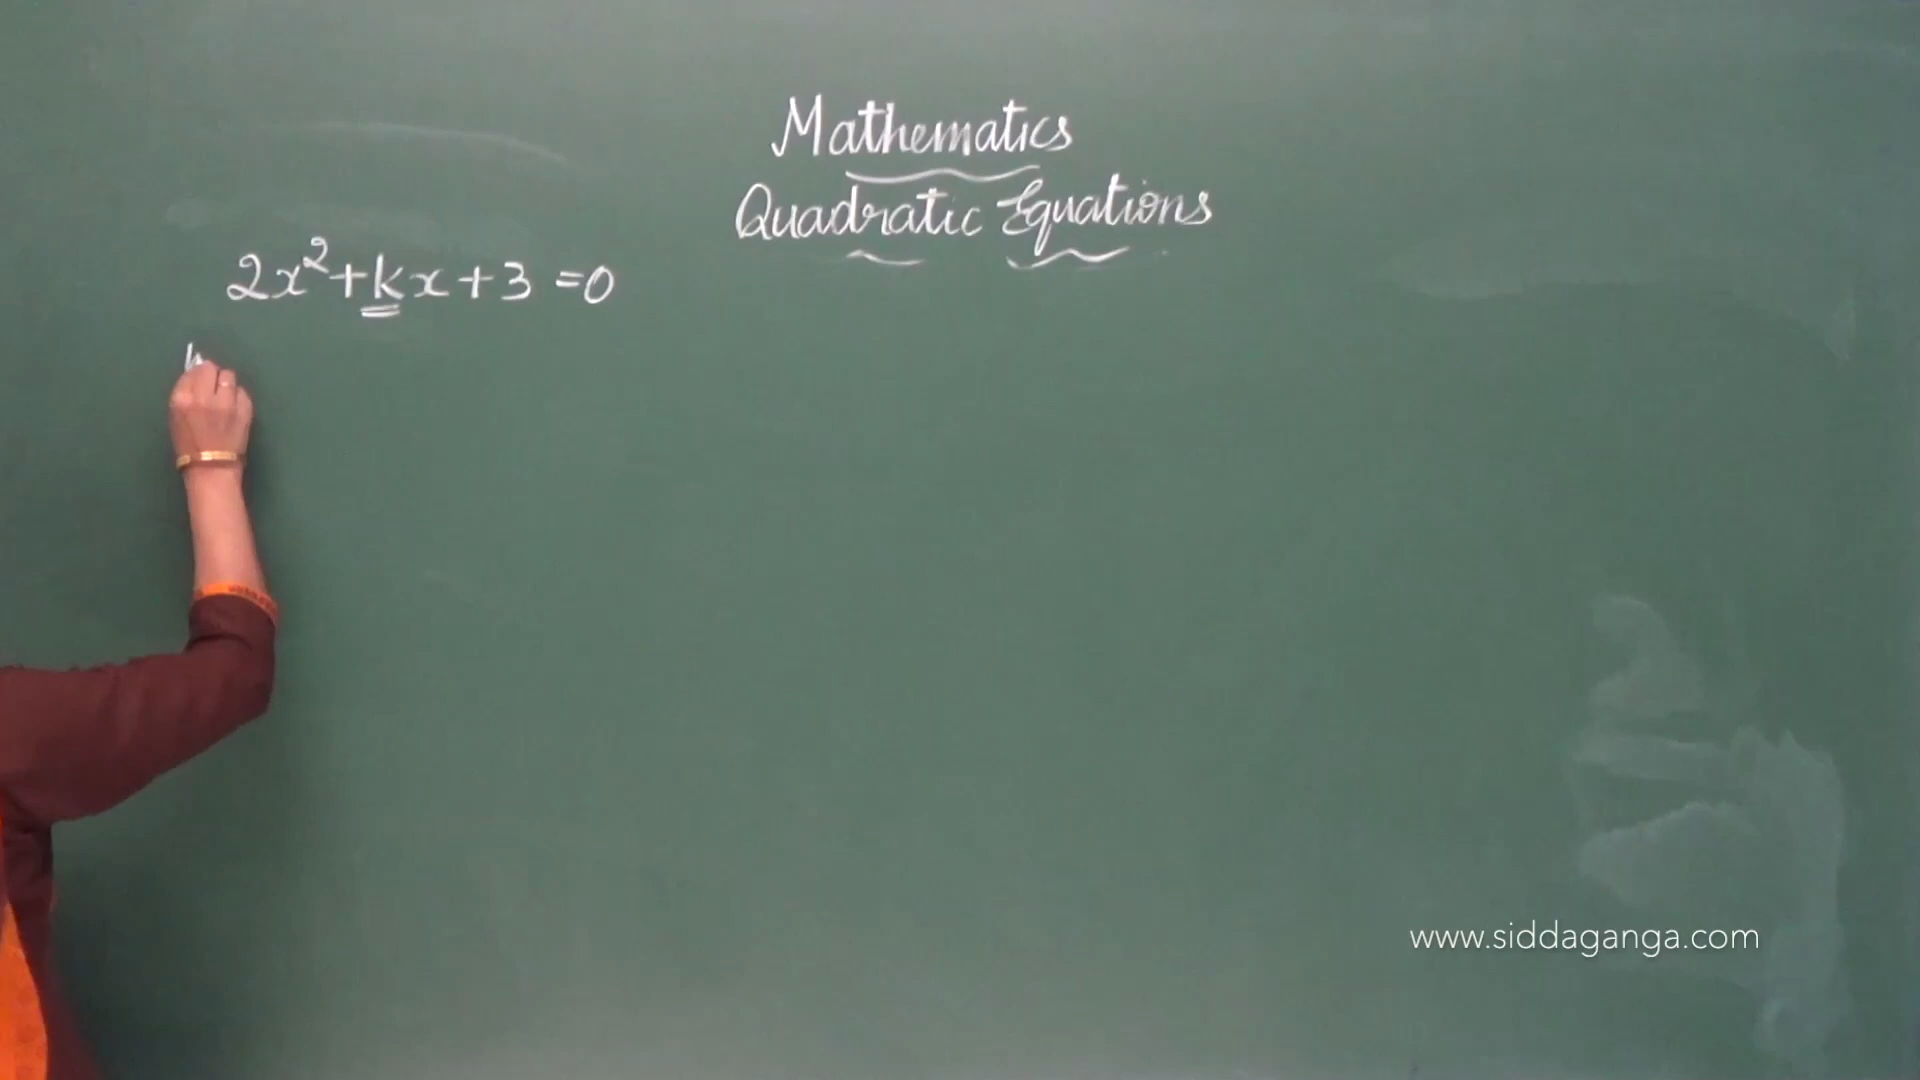 Mathematics
Quadratic Equations
2x²+kx+3 =0
www.siddaganga.com